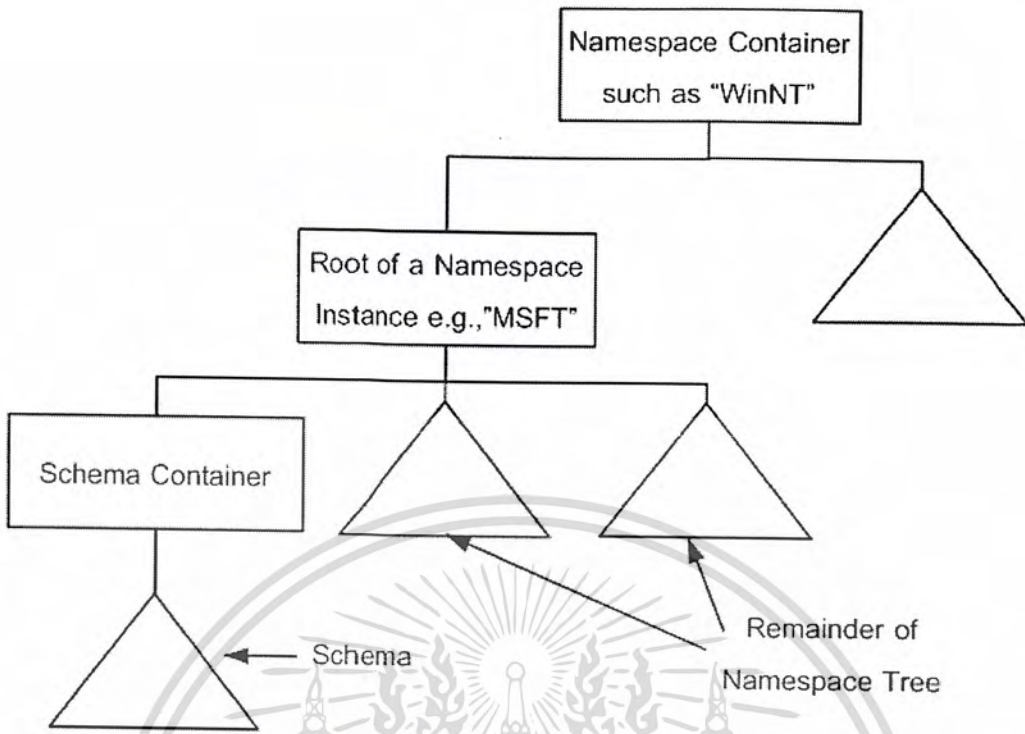 Namespace Container
such as “WinNT”
Root of a Namespace
Instance e.g.,”MSFT”
Schema Container
Schema
Remainder of
Namespace Tree